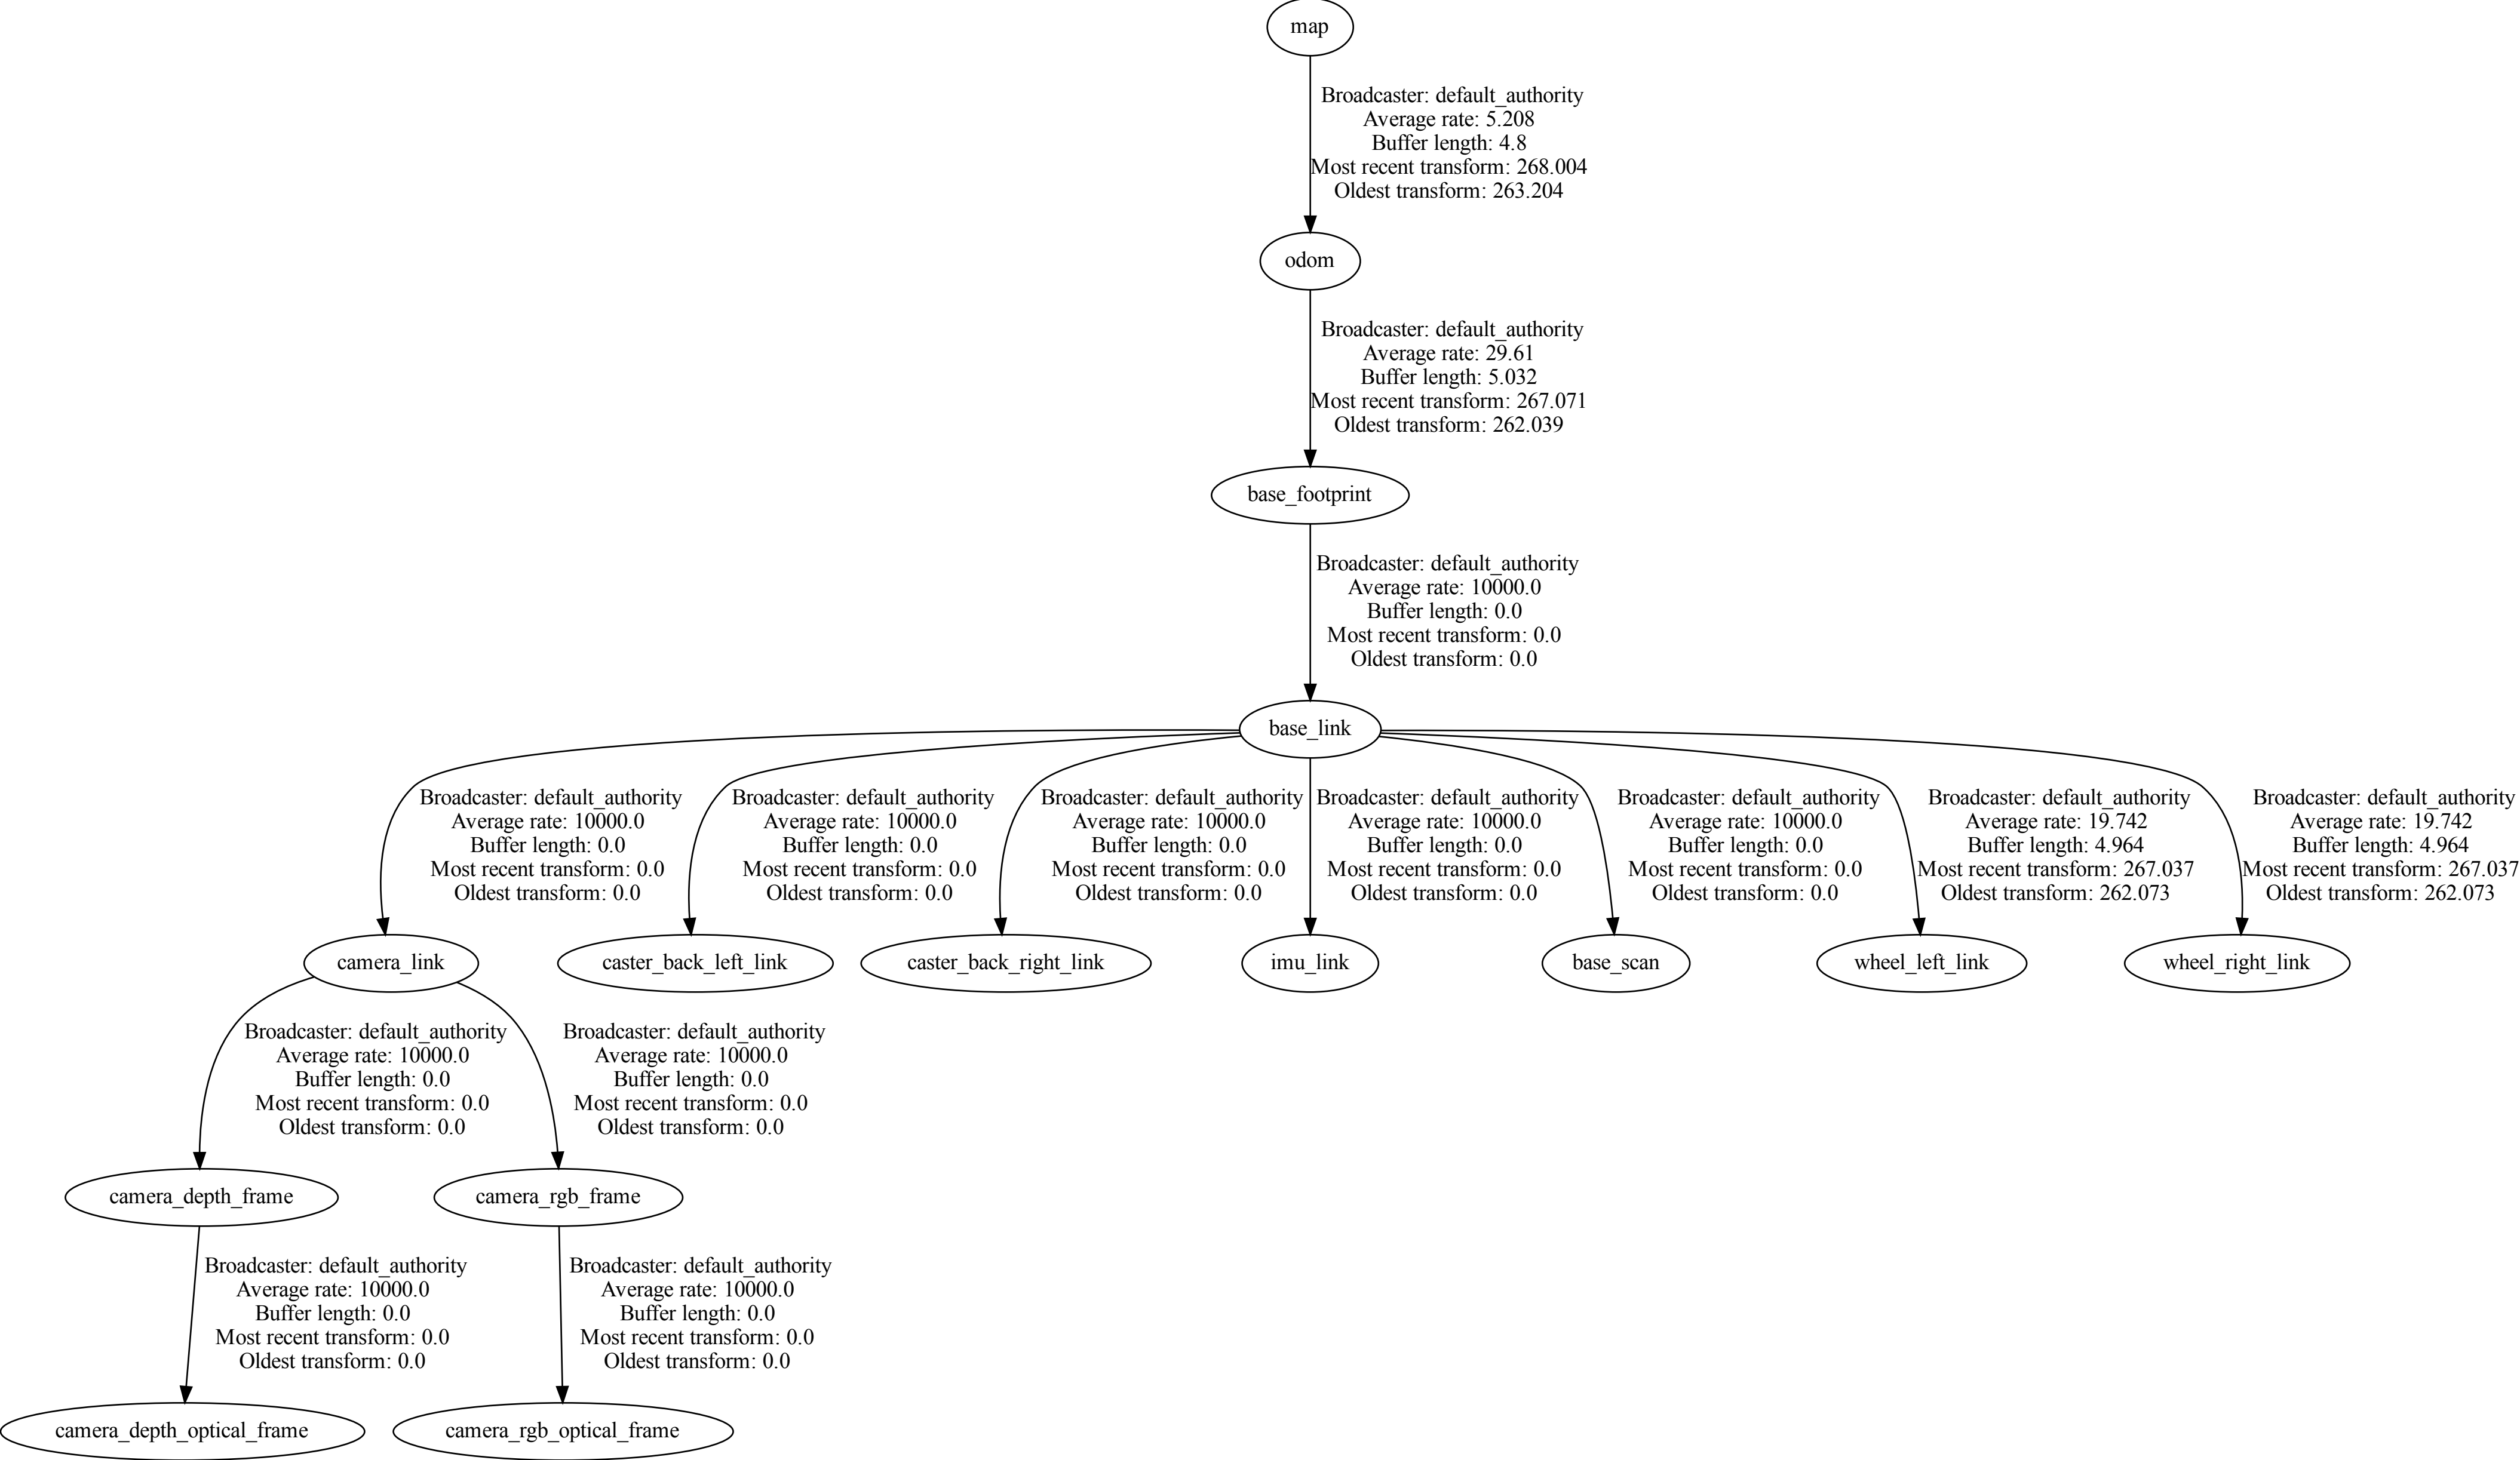 map
Broadcaster: default_authority
Average rate: 5.208
Buffer length: 4.8
Most recent transform: 268.004
Oldest transform: 263.204
odom
Broadcaster: default_authority
Average rate: 29.61
Buffer length: 5.032
Most recent transform: 267.071
Oldest transform: 262.039
base_footprint
Broadcaster: default_authority
Average rate: 10000.0
Buffer length: 0.0
Most recent transform: 0.0
Oldest transform: 0.0
base_link
Broadcaster: default_authority
Average rate: 10000.0
Buffer length: 0.0
Most recent transform: 0.0
Oldest transform: 0.0
Broadcaster: default_authority
Average rate: 10000.0
Buffer length: 0.0
Most recent transform: 0.0
Oldest transform: 0.0
Broadcaster: default_authority
Average rate: 10000.0
Buffer length: 0.0
Most recent transform: 0.0
Oldest transform: 0.0
Broadcaster: default_authority
Average rate: 10000.0
Buffer length: 0.0
Most recent transform: 0.0
Oldest transform: 0.0
Broadcaster: default_authority
Average rate: 10000.0
Buffer length: 0.0
Most recent transform: 0.0
Oldest transform: 0.0
Broadcaster: default_authority
Average rate: 19.742
Buffer length: 4.964
Most recent transform: 267.037
Oldest transform: 262.073
Broadcaster: default_authority
Average rate: 19.742
Buffer length: 4.964
Most recent transform: 267.037
Oldest transform: 262.073
camera_link
caster_back_left_link
caster_back_right_link
imu_link
base_scan
wheel_left_link
wheel_right_link
Broadcaster: default_authority
Average rate: 10000.0
Buffer length: 0.0
Most recent transform: 0.0
Oldest transform: 0.0
Broadcaster: default_authority
Average rate: 10000.0
Buffer length: 0.0
Most recent transform: 0.0
Oldest transform: 0.0
camera_depth_frame
camera_rgb_frame
Broadcaster: default_authority
Average rate: 10000.0
Buffer length: 0.0
Most recent transform: 0.0
Oldest transform: 0.0
Broadcaster: default_authority
Average rate: 10000.0
Buffer length: 0.0
Most recent transform: 0.0
Oldest transform: 0.0
camera_depth_optical_frame
camera_rgb_optical_frame